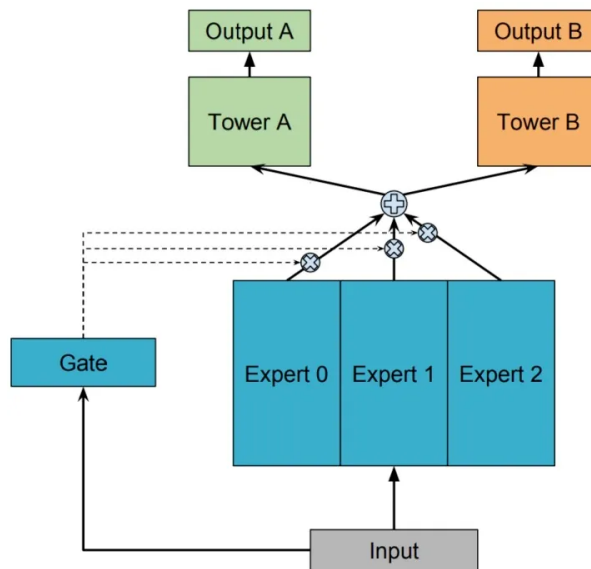 Output A
Output B
Tower A
Tower B
Gate
Expert 0
Expert 1
Expert 2
Input